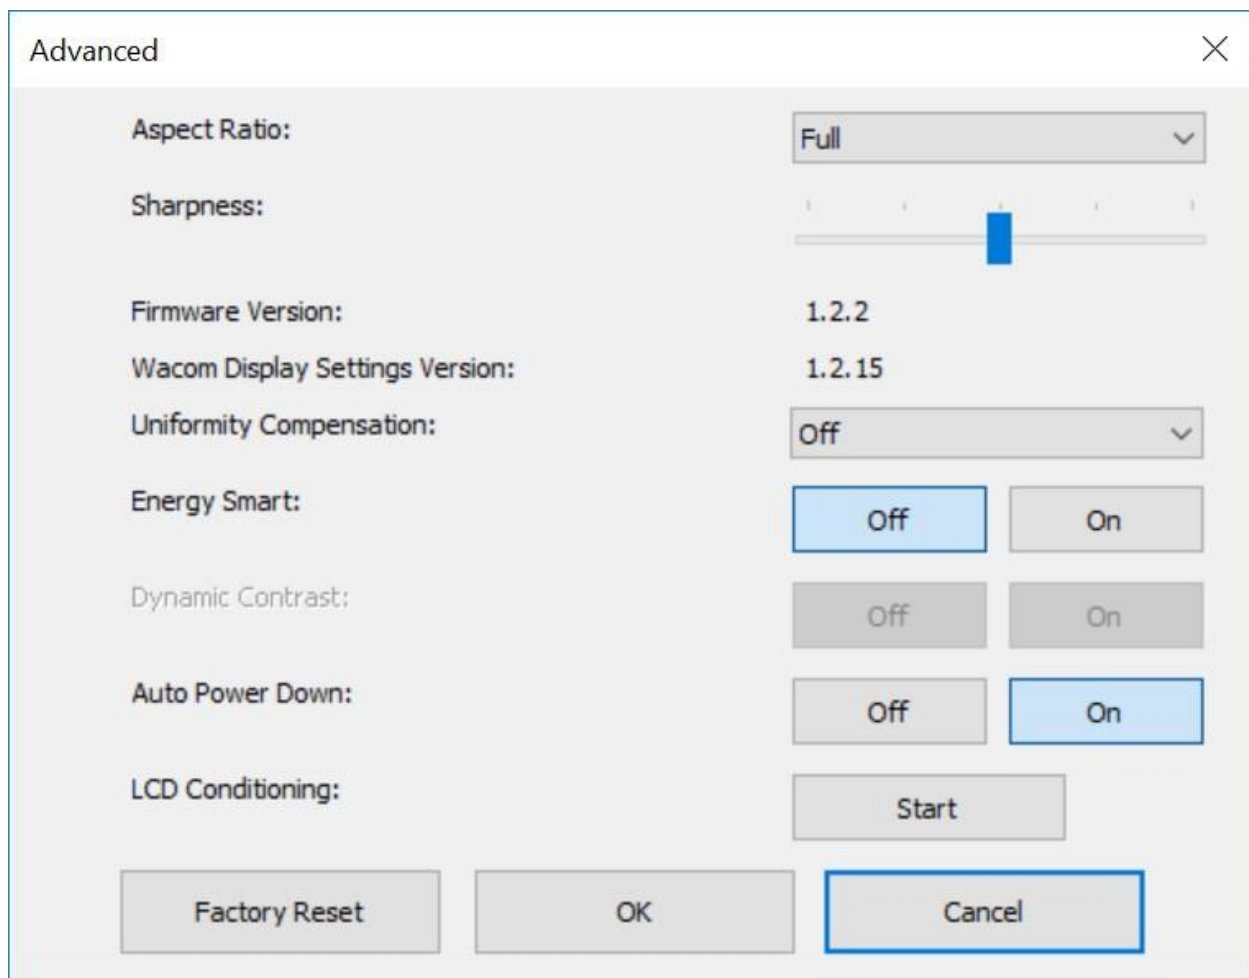 Advanced
Aspect Ratio: Full
Sharpness:
Firmware Version: 1.2.2
Wacom Display Settings Version: 1.2.15
Uniformity Compensation: Off
Energy Smart: Off On
Dynamic Contrast: Off On
Auto Power Down: Off On
LCD Conditioning: Start
Factory Reset OK Cancel